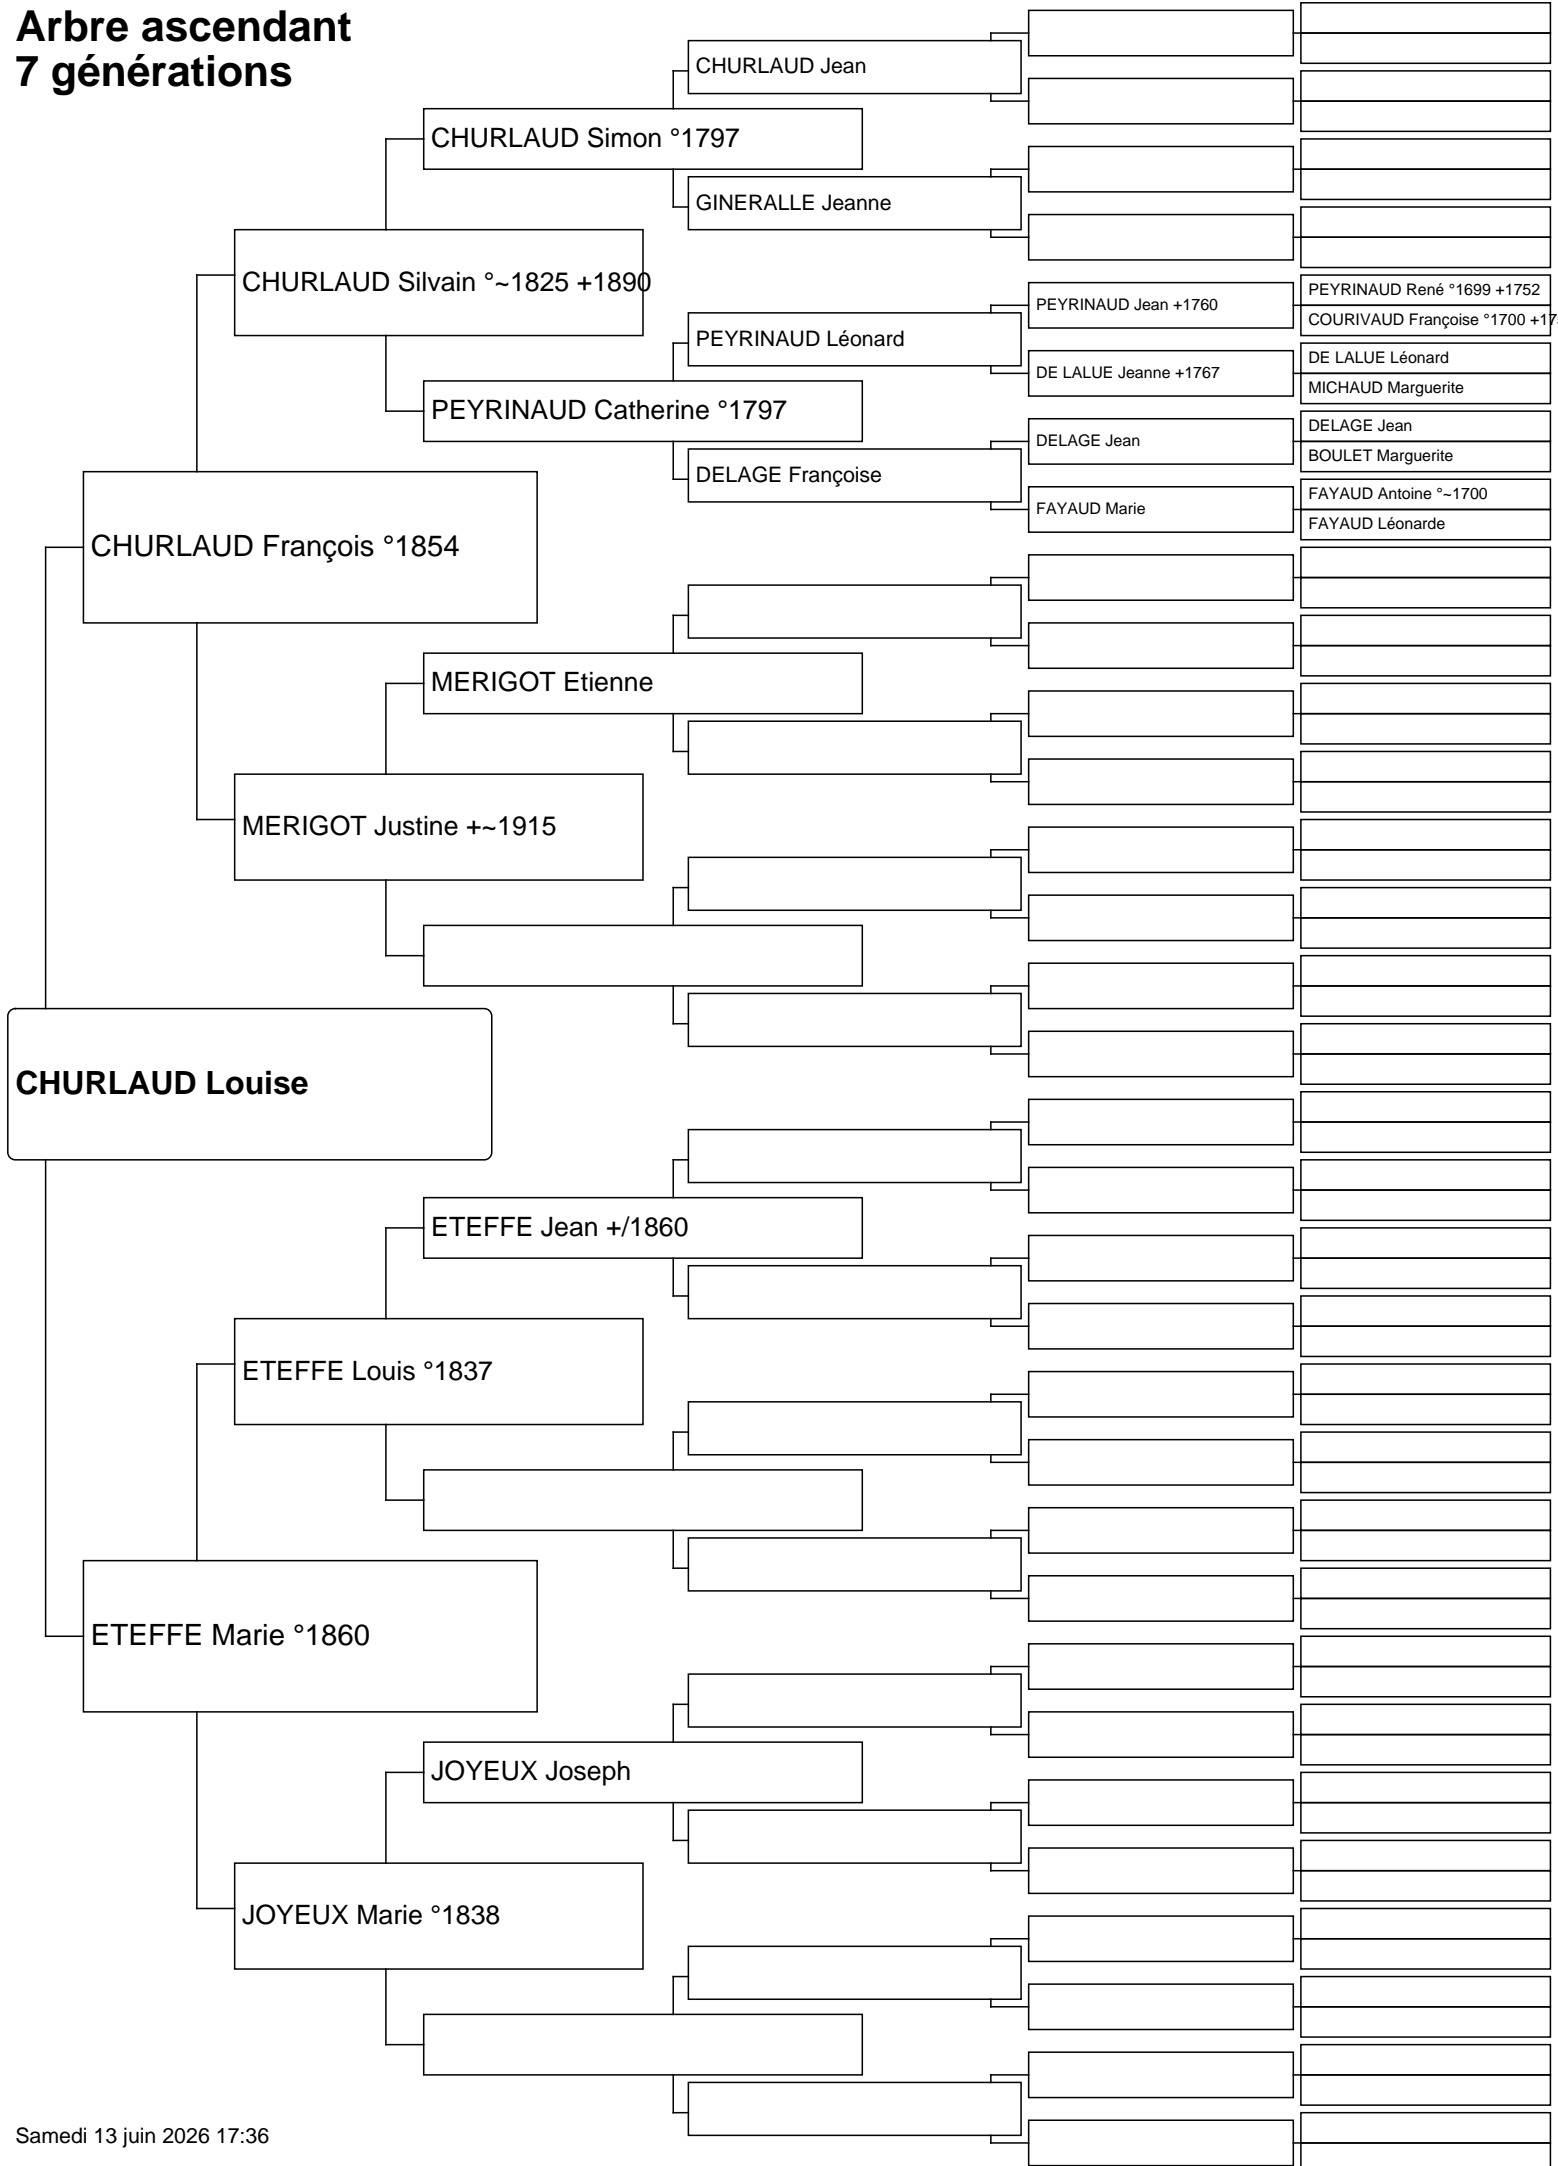 Arbre ascendant
7 générations
CHURLAUD Jean
CHURLAUD Simon °1797
GINERALLE Jeanne
CHURLAUD Silvain °~1825 +1890
PEYRINAUD René °1699 +1752
PEYRINAUD Jean +1760
COURIVAUD Françoise °1700
PEYRINAUD Léonard
DE LALUE Léonard
DE LALUE Jeanne +1767
MICHAUD Marguerite
PEYRINAUD Catherine °1797
DELAGE Jean
DELAGE Jean
BOULET Marguerite
DELAGE Françoise
FAYAUD Antoine °~1700
FAYAUD Marie
FAYAUD Léonarde
CHURLAUD François °1854
MERIGOT Etienne
MERIGOT Justine +~1915
CHURLAUD Louise
ETEFFE Jean +/1860
ETEFFE Louis °1837
ETEFFE Marie °1860
JOYEUX Joseph
JOYEUX Marie °1838
Samedi 13 juin 2026 17:36